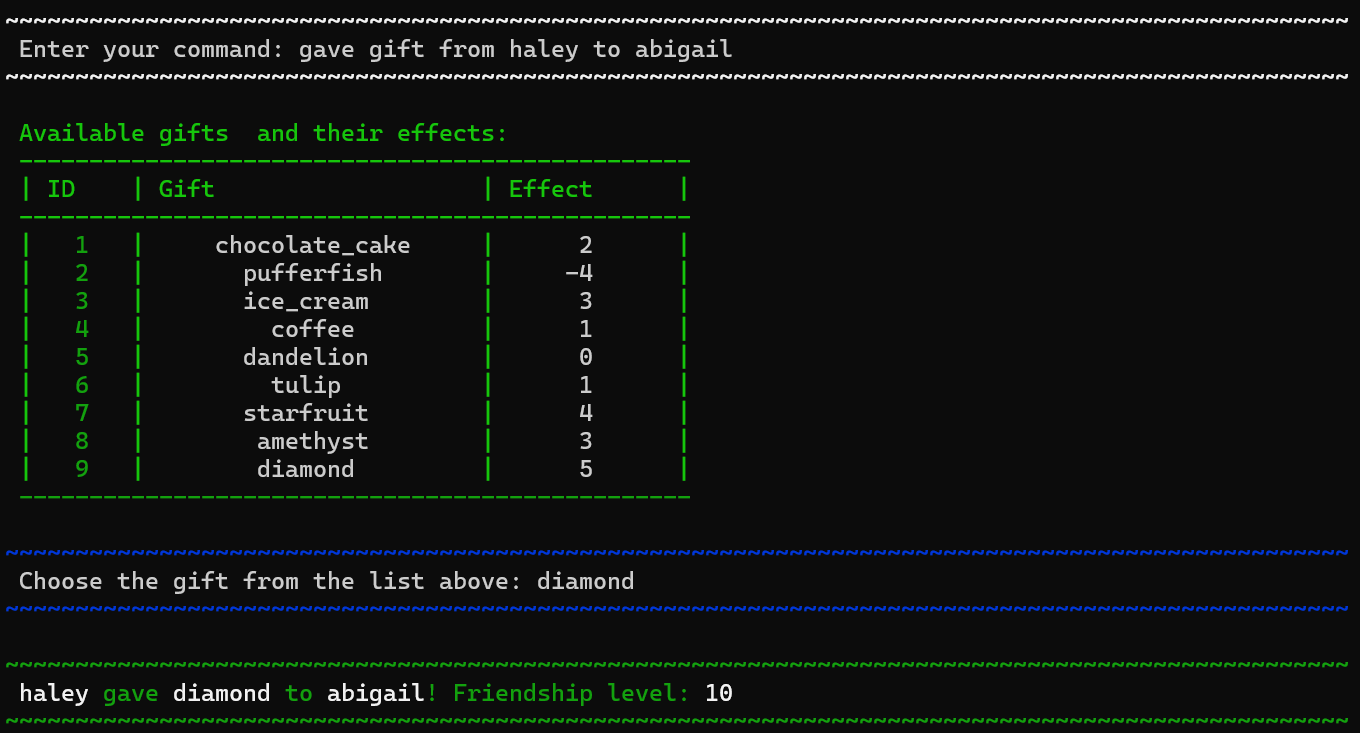 ~~~~~~~~~~~~~~~~~~~~~~~~~~~~~~~~~~~~~~~~~~~~~~~~~~~~~~~~~~~~~~~~~~~~~~~~~~~~~~~~~~~~~~~~~~~~~~~~
Enter your command: gave gift from haley to abigail
~~~~~~~~~~~~~~~~~~~~~~~~~~~~~~~~~~~~~~~~~~~~~~~~~~~~~~~~~~~~~~~~~~~~~~~~~~~~~~~~~~~~~~~~~~~~~~~~
Available gifts  and their effects:
------------------------------------------------
| ID    | Gift                   | Effect      |
------------------------------------------------
|   1   |     chocolate_cake     |      2      |
|   2   |       pufferfish       |     -4      |
|   3   |       ice_cream        |      3      |
|   4   |         coffee         |      1      |
|   5   |       dandelion        |      0      |
|   6   |         tulip          |      1      |
|   7   |       starfruit        |      4      |
|   8   |        amethyst        |      3      |
|   9   |        diamond         |      5      |
------------------------------------------------
~~~~~~~~~~~~~~~~~~~~~~~~~~~~~~~~~~~~~~~~~~~~~~~~~~~~~~~~~~~~~~~~~~~~~~~~~~~~~~~~~~~~~~~~~~~~~~~~
Choose the gift from the list above: diamond
~~~~~~~~~~~~~~~~~~~~~~~~~~~~~~~~~~~~~~~~~~~~~~~~~~~~~~~~~~~~~~~~~~~~~~~~~~~~~~~~~~~~~~~~~~~~~~~~
~~~~~~~~~~~~~~~~~~~~~~~~~~~~~~~~~~~~~~~~~~~~~~~~~~~~~~~~~~~~~~~~~~~~~~~~~~~~~~~~~~~~~~~~~~~~~~~~
haley gave diamond to abigail! Friendship level: 10
~~~~~~~~~~~~~~~~~~~~~~~~~~~~~~~~~~~~~~~~~~~~~~~~~~~~~~~~~~~~~~~~~~~~~~~~~~~~~~~~~~~~~~~~~~~~~~~~